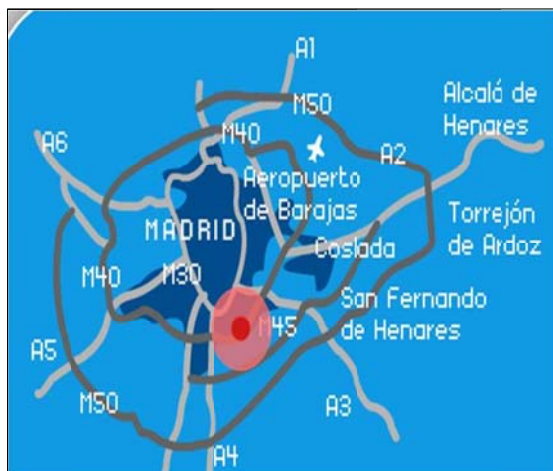 A1
M50
Alcaló de
Henares
A6
M40
A2
Aeropuerto
de Barajas
MADRID
Torrejón
de Ardoz
Coslada
M40
M30
San Fernando
de Henares
M45
A5
M50
A3
A4